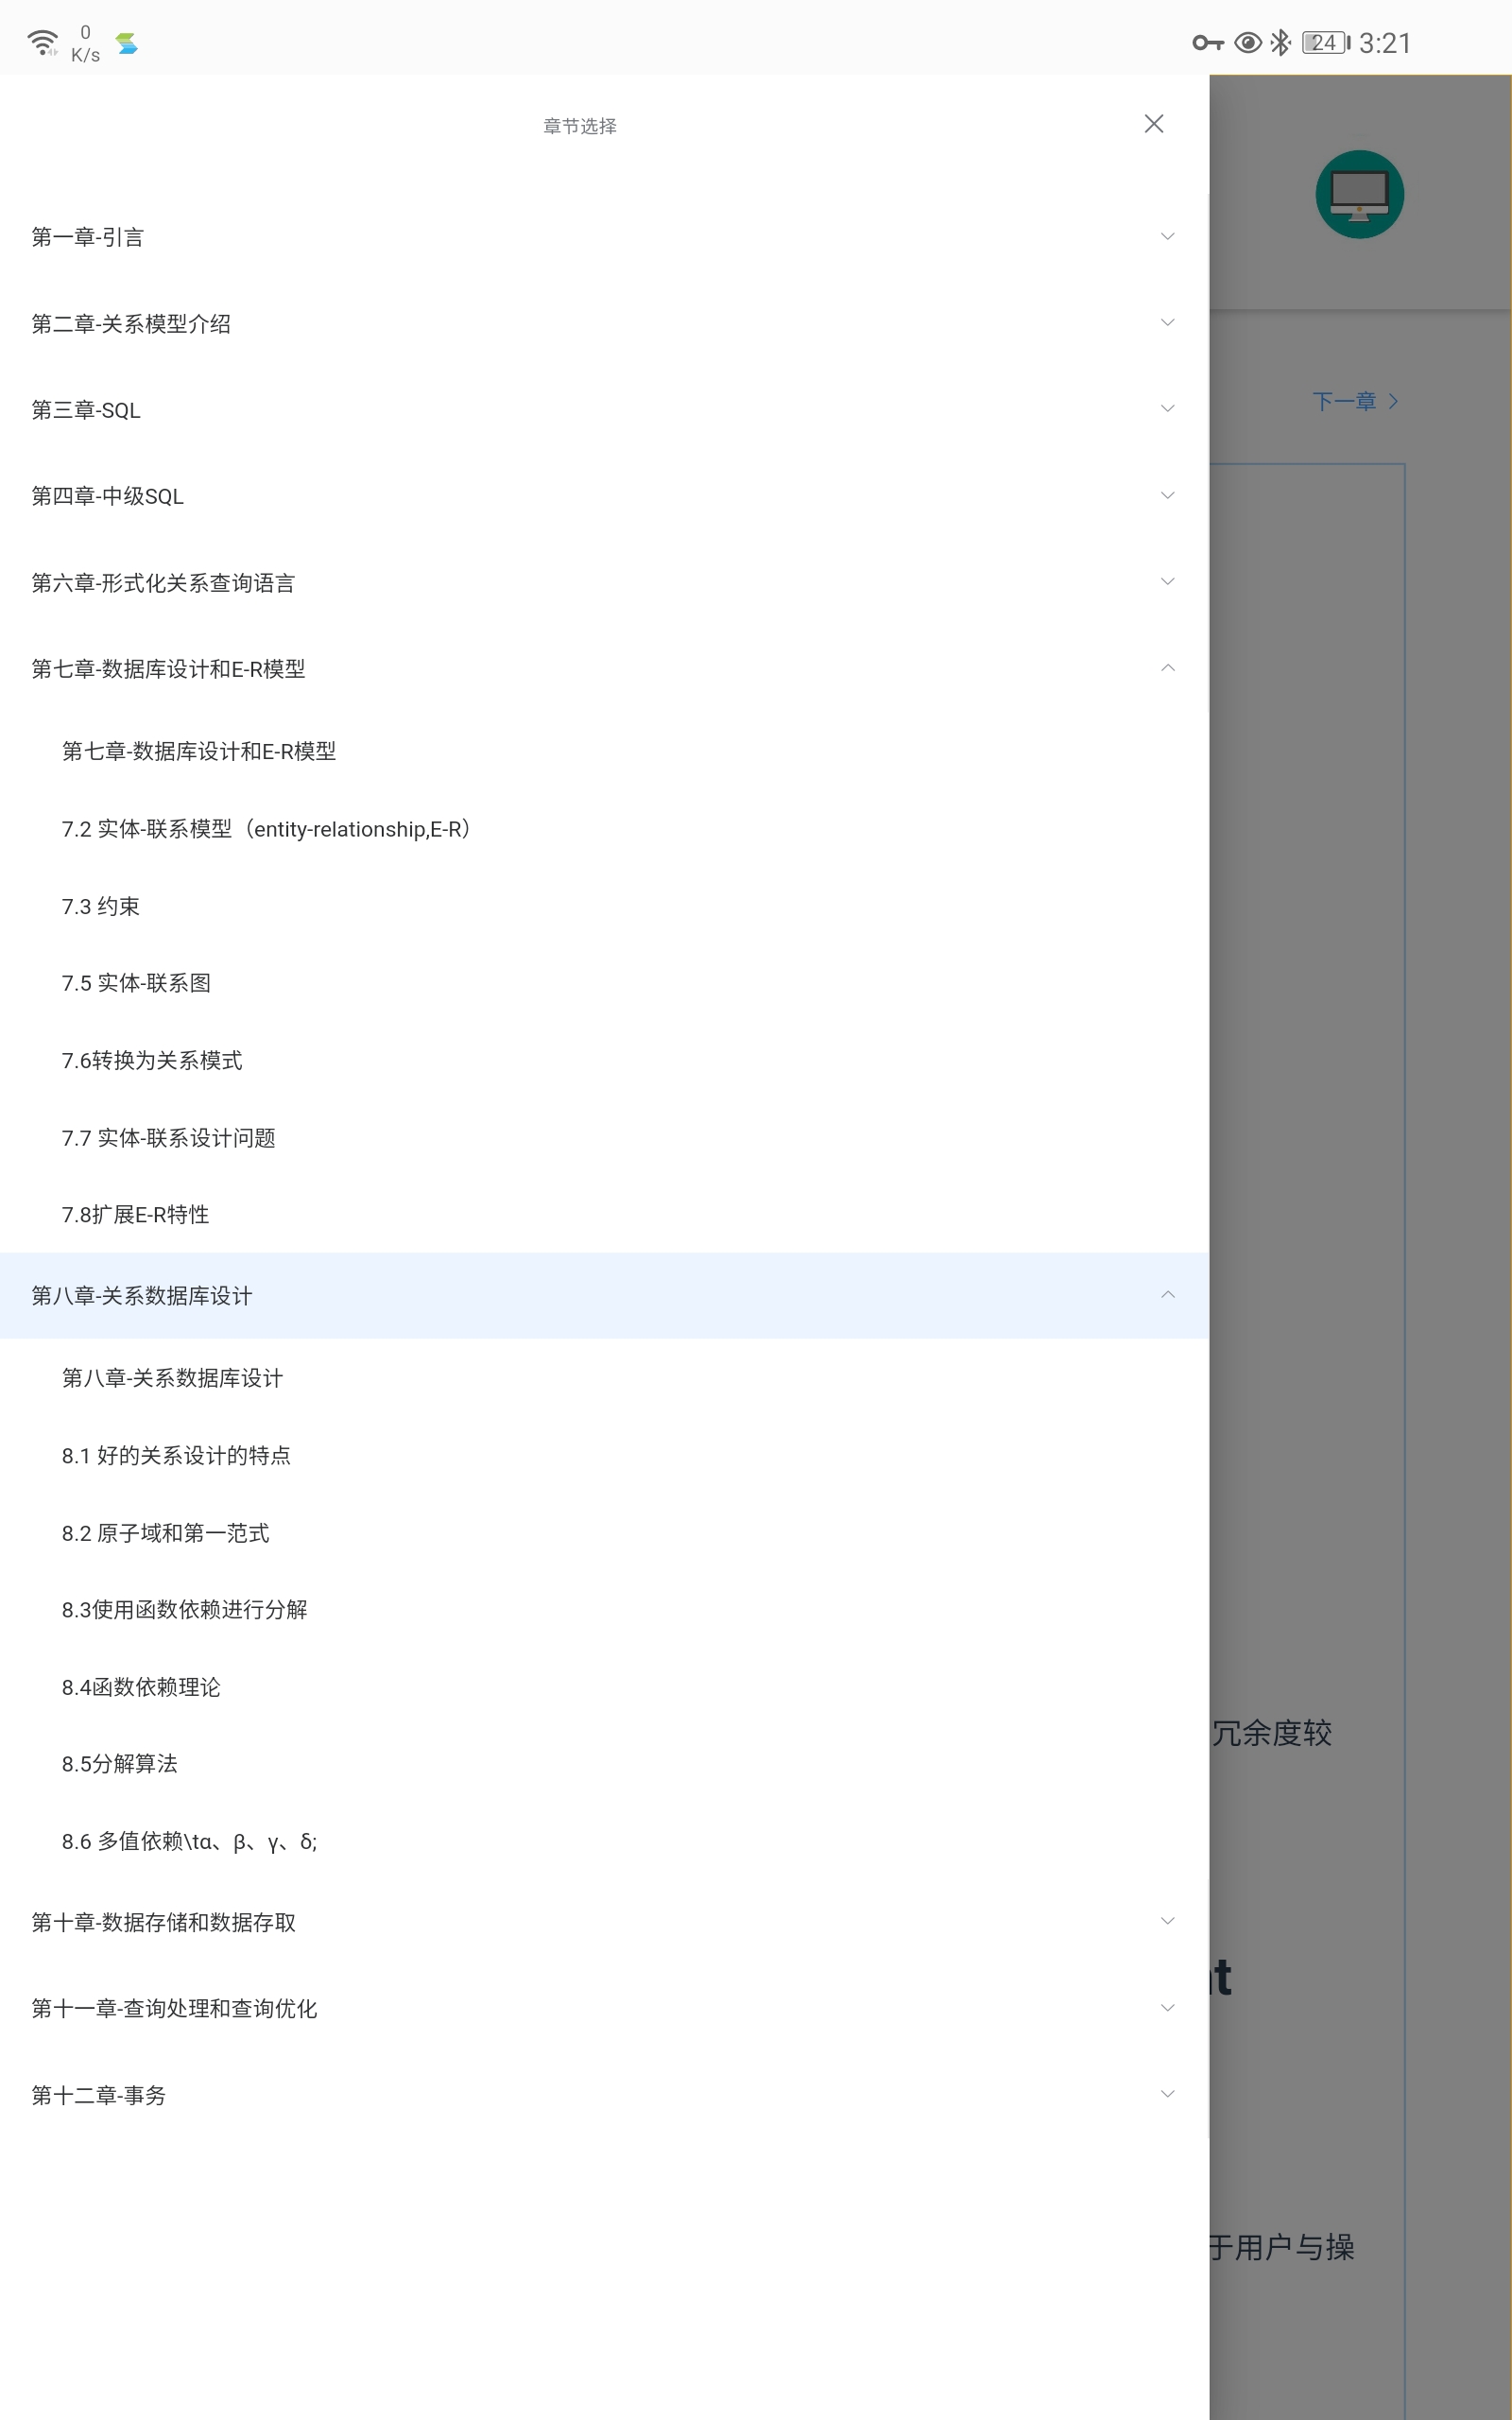 0
K/s
24
3:21
章节选择
第一章-引言
第二章-关系模型介绍
第三章-SQL
下一章
第四章-中级SQL
第六章-形式化关系查询语言
第七章-数据库设计和E-R模型
第七章-数据库设计和E-R模型
7.2 实体-联系模型（entity-relationship,E-R）
7.3 约束
7.5 实体-联系图
7.6转换为关系模式
7.7 实体-联系设计问题
7.8扩展E-R特性
第八章-关系数据库设计
第八章-关系数据库设计
8.1 好的关系设计的特点
8.2 原子域和第一范式
8.3使用函数依赖进行分解
8.4函数依赖理论
冗余度较
8.5分解算法
8.6 多值依赖\tα、β、γ、δ;
第十章-数据存储和数据存取
t
第十一章-查询处理和查询优化
第十二章-事务
于用户与操